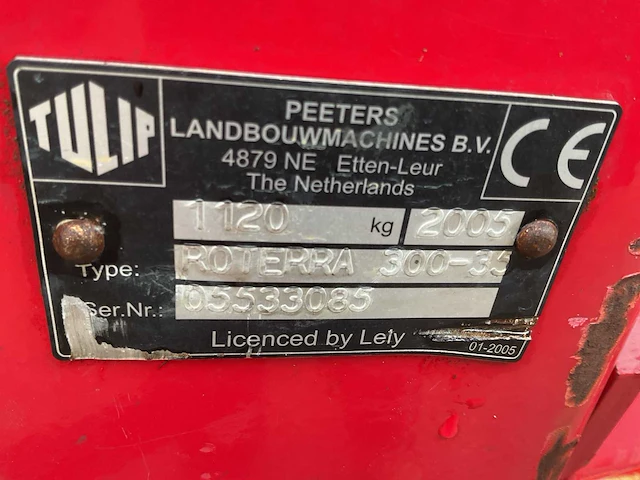 TULIP
PEETERS
LANDBOUWMACHINES B.V.
4879 NE Etten-Leur
The Netherlands
CE
1120 kg 2005
Type: ROTERRA 300-35
Ser.Nr.: 05533085
Licenced by Lely
01-2005